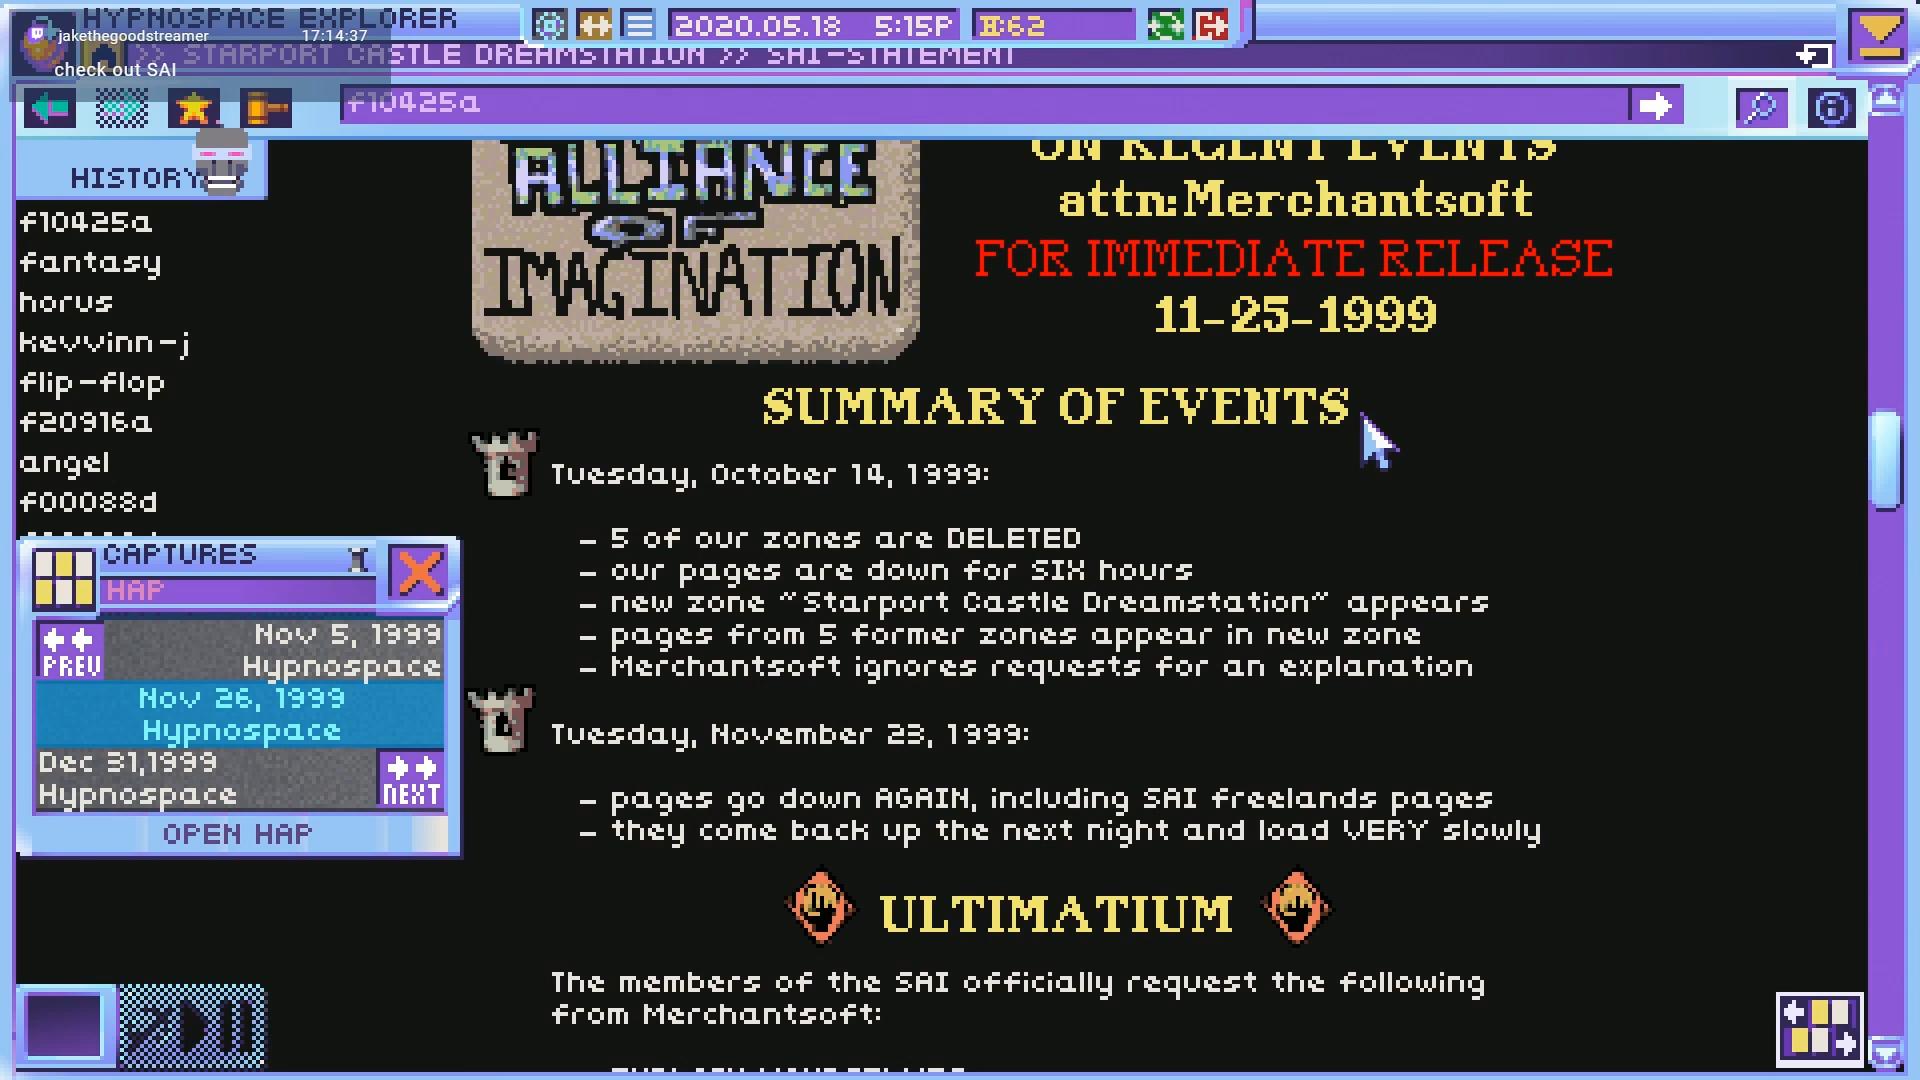 HYPNOSPACE EXPLORER
2020.05.18 5:15P
62
jakethegoodstreamer 17:14:37
check out SAI
>> STARPORT CASTLE DREAMSTATION >> SAI-STATEMENT
f10425a
HISTORY
f10425a
fantasy
horus
kevvinn-j
flip-flop
f20916a
angel
f00088d
CAPTURES
HAP
PREV
Nov 5, 1999
Hypnospace
Nov 26, 1999
Hypnospace
Dec 31,1999
Hypnospace
NEXT
OPEN HAP
ALLIANCE
OF
IMAGINATION
ON RECENT EVENTS
attn:Merchantsoft
FOR IMMEDIATE RELEASE
11-25-1999
SUMMARY OF EVENTS
Tuesday, October 14, 1999:
- 5 of our zones are DELETED
- our pages are down for SIX hours
- new zone "Starport Castle Dreamstation" appears
- pages from 5 former zones appear in new zone
- Merchantsoft ignores requests for an explanation
Tuesday, November 23, 1999:
- pages go down AGAIN, including SAI freelands pages
- they come back up the next night and load VERY slowly
ULTIMATIUM
The members of the SAI officially request the following
from Merchantsoft: